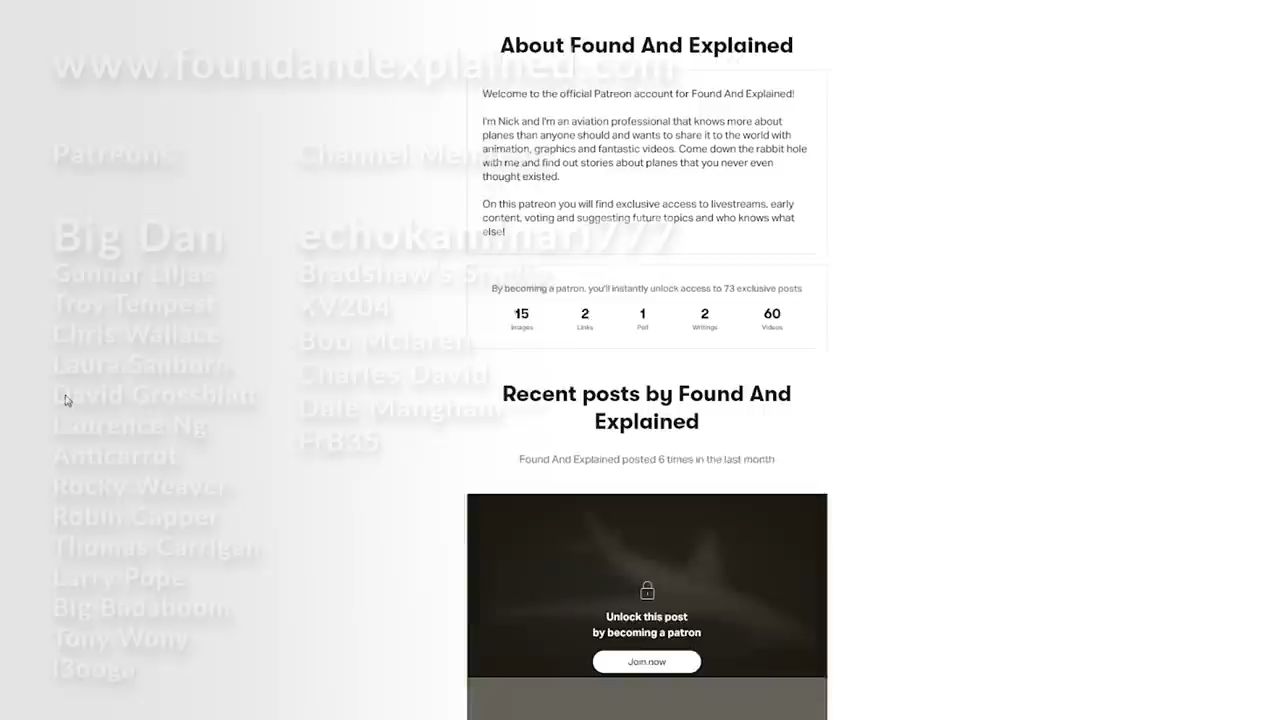 www.foundandexplained.com
Patreons
Channel
Big Dan
Gunnar Liljas
Troy Tempest
Chris Wallace
Laura Sanborn
David
Laurence Ng
Anticarrot
Rocky Weaver
Robin Capper
Thomas Carrigan
Larry Pope
Big Badaboom
Tony Wony
Bradshaw's
KV204
Bob Mclaren
Charles David
Dale Mangham
FrB35
About Found And Explained
Welcome to the official Patreon account for Found And Explained!
I'm Nick and I'm an aviation professional that knows more about
planes than anyone should and wants to share it to the world with
animation, graphics and fantastic videos. Come down the rabbit hole
with me and find out stories about planes that you never even
thought existed.
On this patreon you will find exclusive access to livestreams, early
content, voting and suggesting future topics and who knows what
else!
By becoming a patron, you'll instantly unlock access to 73 exclusive posts
15 2 1 2 60
Images Links Poll Writings Videos
Recent posts by Found And
Explained
Found And Explained posted 6 times in the last month
Unlock this post
by becoming a patron
Join now